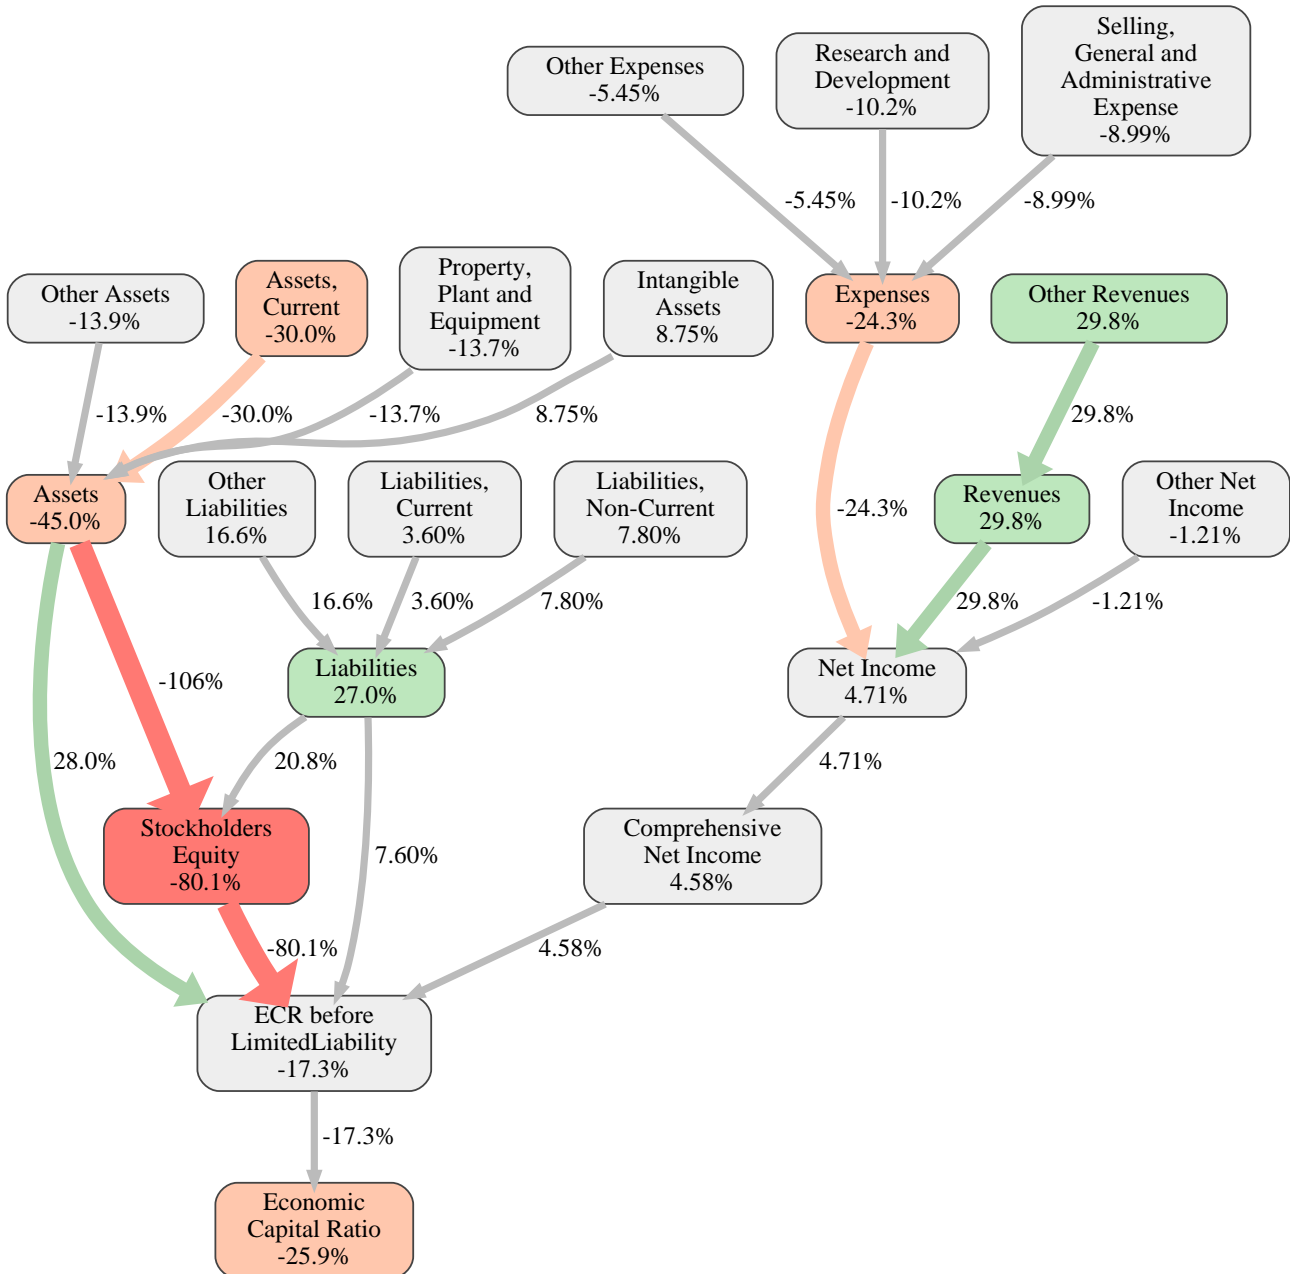 Other Expenses
-5.45%
Research and
Development
-10.2%
Selling,
General and
Administrative
Expense
-8.99%
-5.45%
-10.2%
-8.99%
Other Assets
-13.9%
Assets,
Current
-30.0%
Property,
Plant and
Equipment
-13.7%
Intangible
Assets
8.75%
Expenses
-24.3%
Other Revenues
29.8%
-13.9%
-30.0%
-13.7%
8.75%
29.8%
Assets
-45.0%
Other
Liabilities
16.6%
Liabilities,
Current
3.60%
Liabilities,
Non-Current
7.80%
-24.3%
Revenues
29.8%
Other Net
Income
-1.21%
16.6%
3.60%
7.80%
29.8%
-1.21%
-106%
Liabilities
27.0%
Net Income
4.71%
28.0%
20.8%
4.71%
Stockholders
Equity
-80.1%
7.60%
Comprehensive
Net Income
4.58%
-80.1%
4.58%
ECR before
LimitedLiability
-17.3%
-17.3%
Economic
Capital Ratio
-25.9%